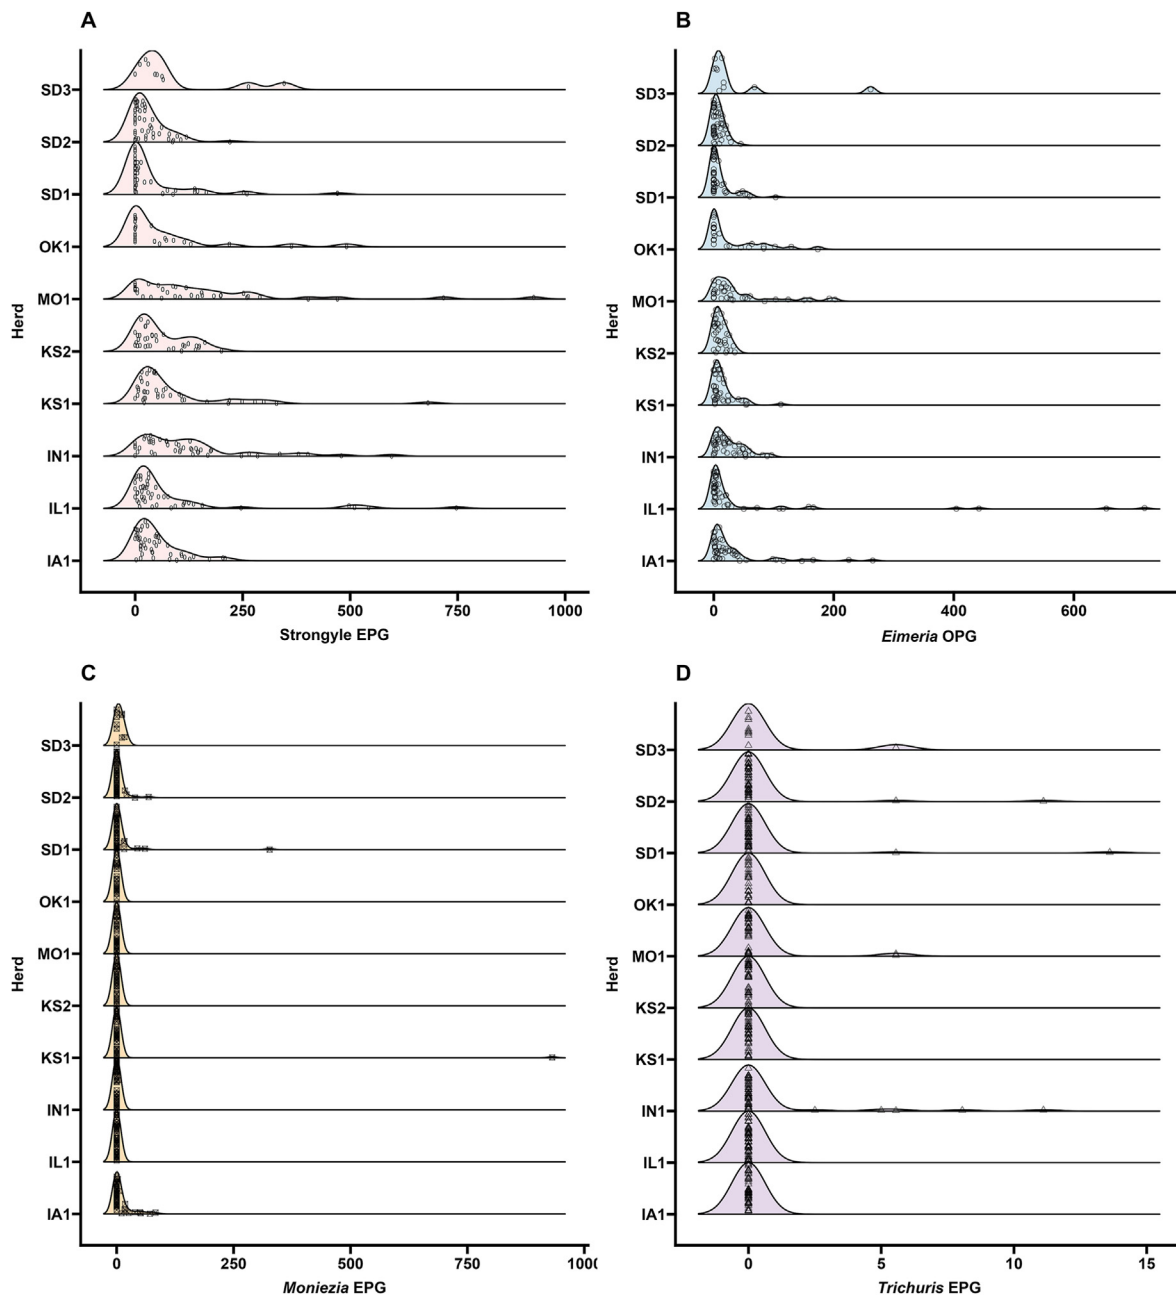 A
SD3
SD2
SD1
OK1
MO1
KS2
KS1
IN1
IL1
IA1
Herd
0 250 500 750 1000
Strongyle EPG
B
SD3
SD2
SD1
OK1
MO1
KS2
KS1
IN1
IL1
IA1
Herd
0 200 400 600
Eimeria OPG
C
SD3
SD2
SD1
OK1
MO1
KS2
KS1
IN1
IL1
IA1
Herd
0 250 500 750 100
Moniezia EPG
D
SD3
SD2
SD1
OK1
MO1
KS2
KS1
IN1
IL1
IA1
Herd
0 5 10 15
Trichuris EPG